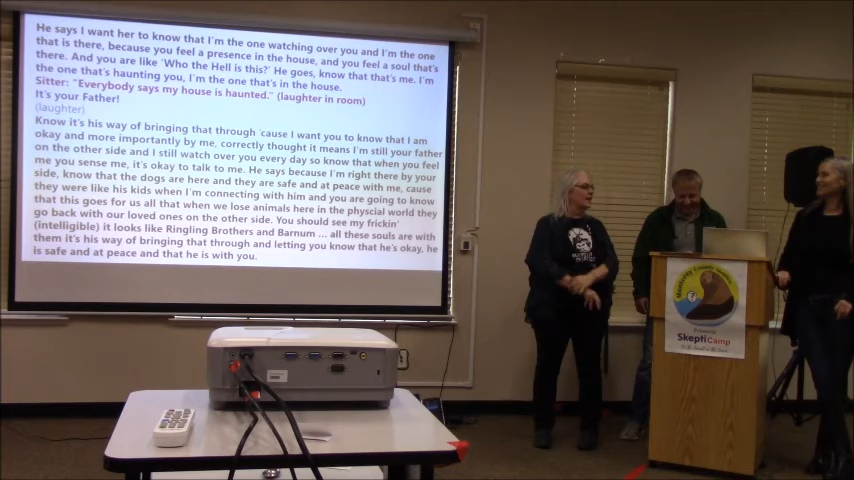 He says I want her to know that I'm the one watching over you and I'm the one
that is there, because you feel a presence in the house, and you feel a soul that's
there. And you are like 'Who the Hell is this?' He goes, know that that's me. I'm
the one that's haunting you, I'm the one that's in the house.
Sitter: "Everybody says my house is haunted." (laughter in room)
It's your Father!
(laughter)
Know it's his way of bringing that through 'cause I want you to know that I am
okay and more importantly by me, correctly thought it means I'm still your father
on the other side and I still watch over you every day so know that when you feel
me you sense me, it's okay to talk to me. He says because I'm right there by your
side, know that the dogs are here and they are safe and at peace with me, cause
they were like his kids when I'm connecting with him and you are going to know
that this goes for us all that when we lose animals here in the physcial world they
go back with our loved ones on the other side. You should see my frickin'
(intelligible) it looks like Ringling Brothers and Barnum ... all these souls are with
them it's his way of bringing that through and letting you know that he's okay, he
is safe and at peace and that he is with you.
Monterey County
Presents
SkeptiCamp